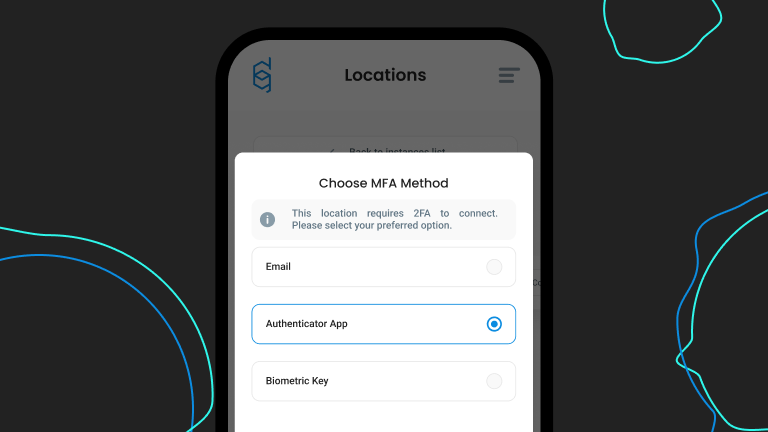 Locations
Back to instances list
Choose MFA Method
This location requires 2FA to connect.
Please select your preferred option.
Email
Co
Authenticator App
Biometric Key